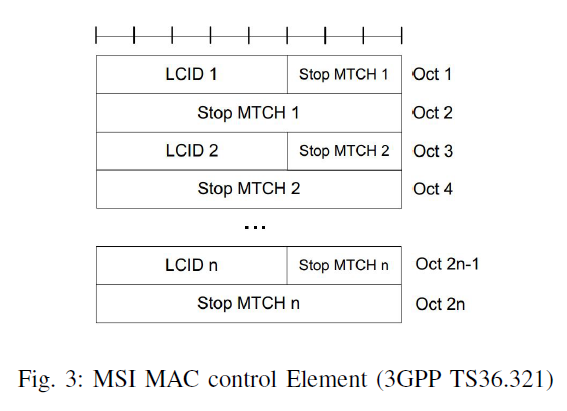 LCID 1 Stop MTCH 1 Oct 1
Stop MTCH 1 Oct 2
LCID 2 Stop MTCH 2 Oct 3
Stop MTCH 2 Oct 4
...
LCID n Stop MTCH n Oct 2n-1
Stop MTCH n Oct 2n
Fig. 3: MSI MAC control Element (3GPP TS36.321)